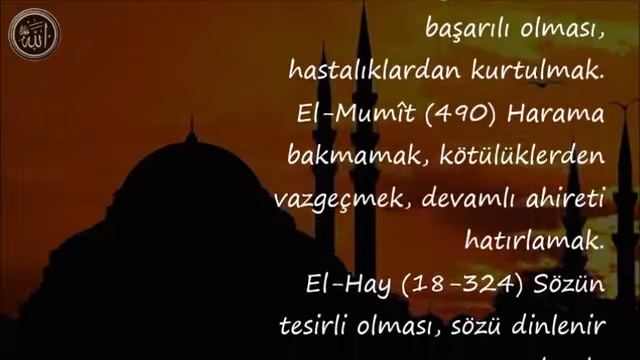 الله
başarılı olması,
hastalıklardan kurtulmak.
El-Mumît (490) Harama
bakmamak, kötülüklerden
vazgeçmek, devamlı ahireti
hatırlamak.
El-Hay (18-324) Sözün
tesirli olması, sözü dinlenir